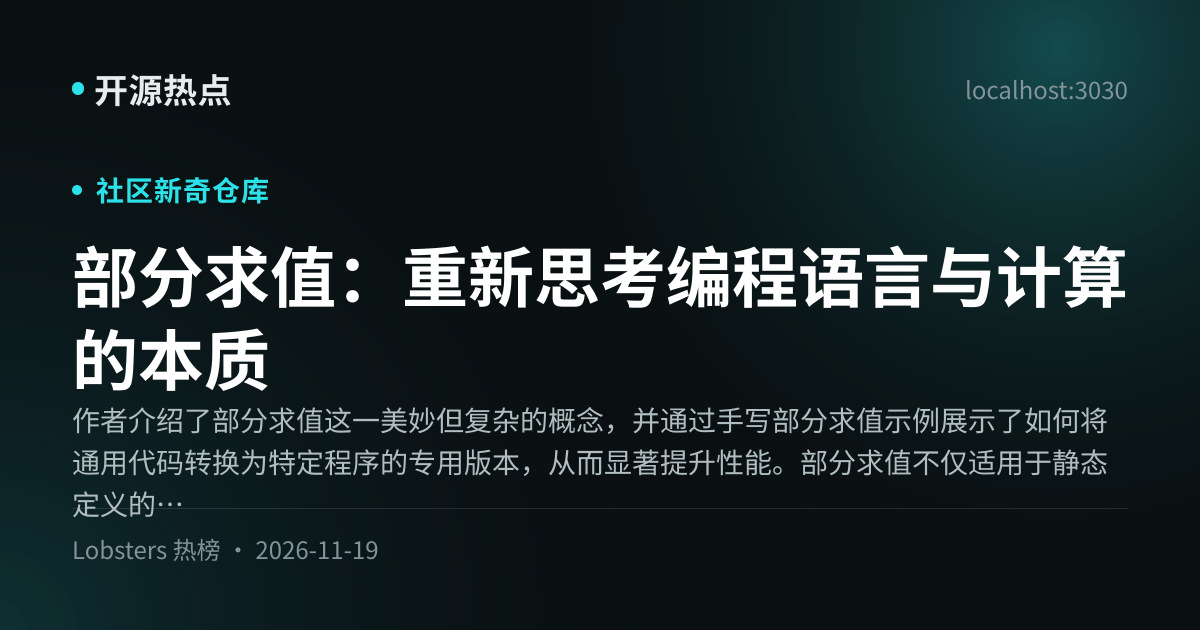 开源热点
localhost:3030
社区新奇仓库
部分求值：重新思考编程语言与计算
的本质
作者介绍了部分求值这一美妙但复杂的概念，并通过手写部分求值示例展示了如何将
通用代码转换为特定程序的专用版本，从而显著提升性能。部分求值不仅适用于静态
定义的…
Lobsters 热榜 • 2026-11-19